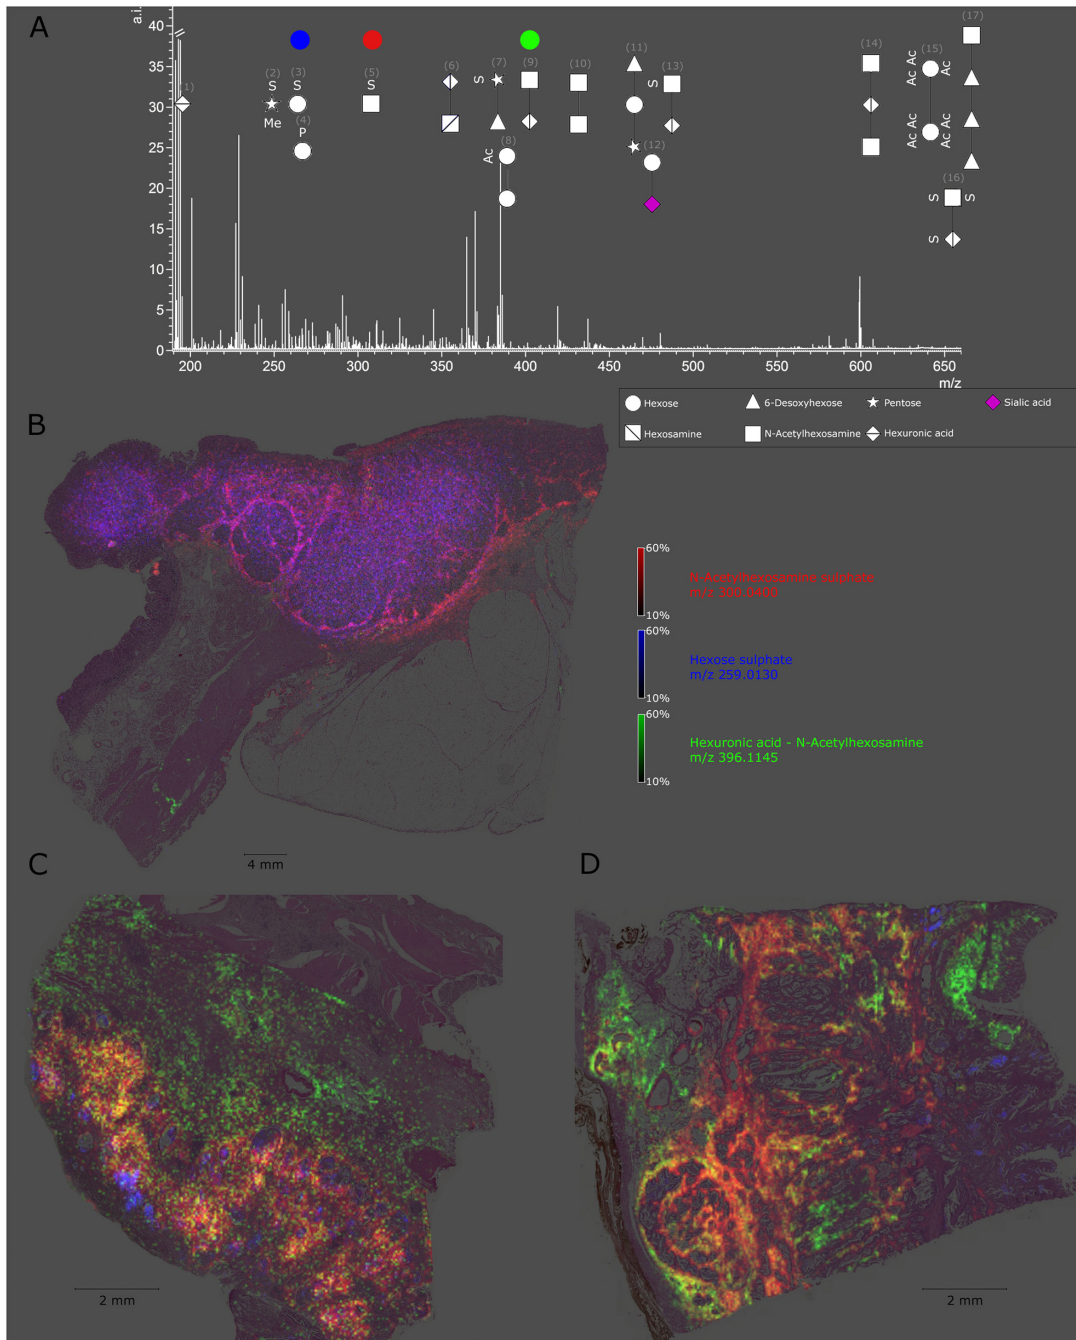 A
a.i.
40
35
30
25
20
15
10
5
0
200
250
300
350
400
450
500
550
600
650
m/z
(1)
(2)
S
Me
(3)
S
(4)
P
(5)
S
(6)
(7)
S
(8)
Ac
(9)
(10)
(11)
(12)
(13)
S
(14)
(15)
Ac Ac
Ac
Ac Ac
Ac Ac
(16)
S
S
S
(17)
Hexose
6-Desoxyhexose
Pentose
Sialic acid
Hexosamine
N-Acetylhexosamine
Hexuronic acid
B
60%
10%
N-Acetylhexosamine sulphate
m/z 300.0400
60%
10%
Hexose sulphate
m/z 259.0130
60%
10%
Hexuronic acid - N-Acetylhexosamine
m/z 396.1145
4 mm
C
2 mm
D
2 mm